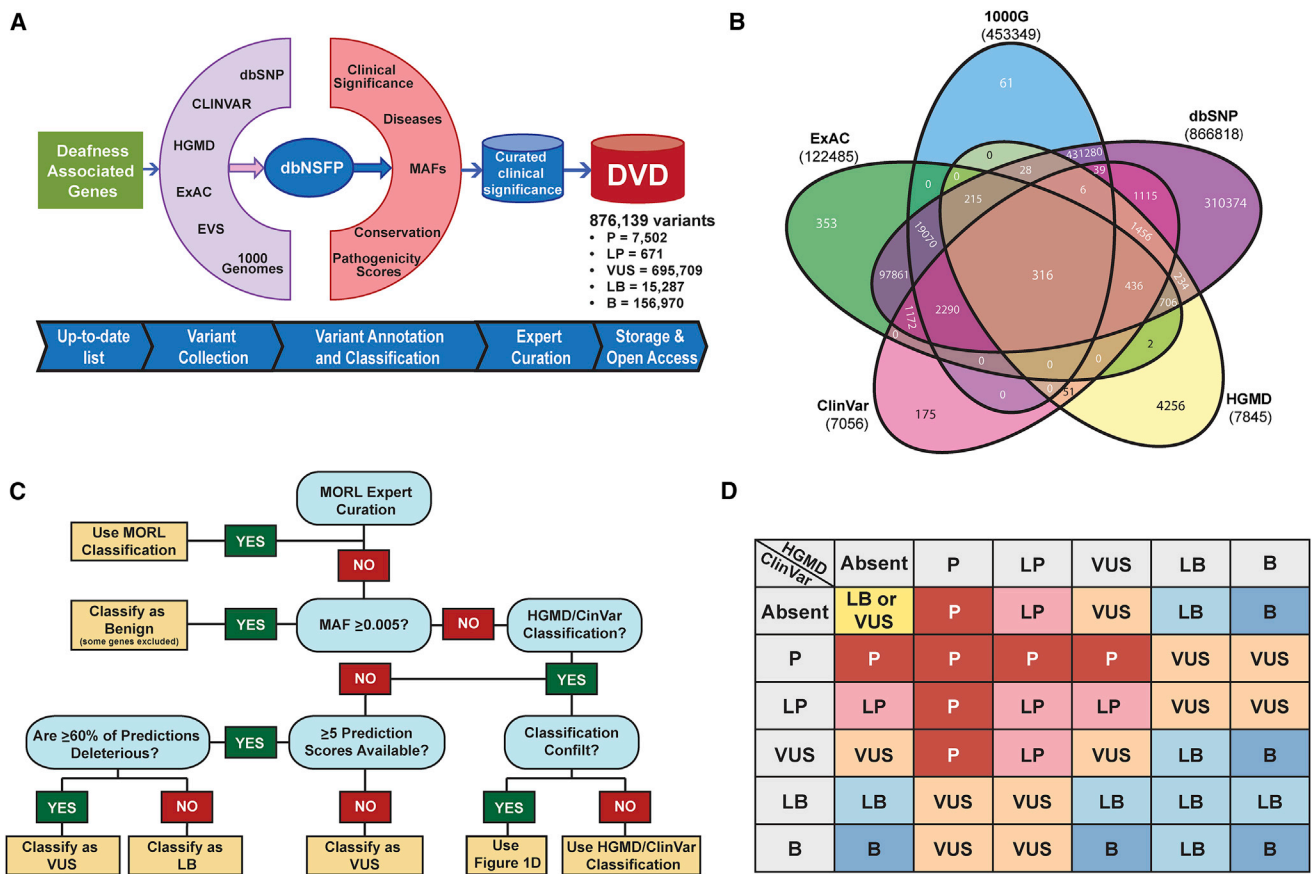 A
Deafness
Associated
Genes
dbSNP
CLINVAR
HGMD
ExAC
EVS
1000
Genomes
dbNSFP
Clinical
Significance
Diseases
MAFs
Conservation
Pathogenicity
Scores
Curated
clinical
significance
DVD
876,139 variants
• P = 7,502
• LP = 671
• VUS = 695,709
• LB = 15,287
• B = 156,970
Up-to-date
list
Variant
Collection
Variant Annotation
and Classification
Expert
Curation
Storage &
Open Access
B
1000G
(453349)
dbSNP
(866818)
ExAC
(122485)
ClinVar
(7056)
HGMD
(7845)
61
0
431280
28
39
0
0
215
6
1115
310374
353
19070
1456
97861
316
436
234
706
1172
2290
0
2
0
0
0
0
0
51
175
4256
C
MORL Expert
Curation
Use MORL
Classification
YES
NO
Classify as
Benign
(some genes excluded)
YES
MAF ≥0.005?
NO
HGMD/CinVar
Classification?
NO
YES
Are ≥60% of Predictions
Deleterious?
YES
≥5 Prediction
Scores Available?
Classification
Confilt?
YES
NO
NO
YES
NO
Classify as
VUS
Classify as
LB
Classify as
VUS
Use
Figure 1D
Use HGMD/ClinVar
Classification
D
HGMD
ClinVar
Absent P LP VUS LB B
Absent LB or VUS P LP VUS LB B
P P P P P VUS VUS
LP LP P LP LP VUS VUS
VUS VUS P LP VUS LB B
LB LB VUS VUS LB LB LB
B B VUS VUS B LB B